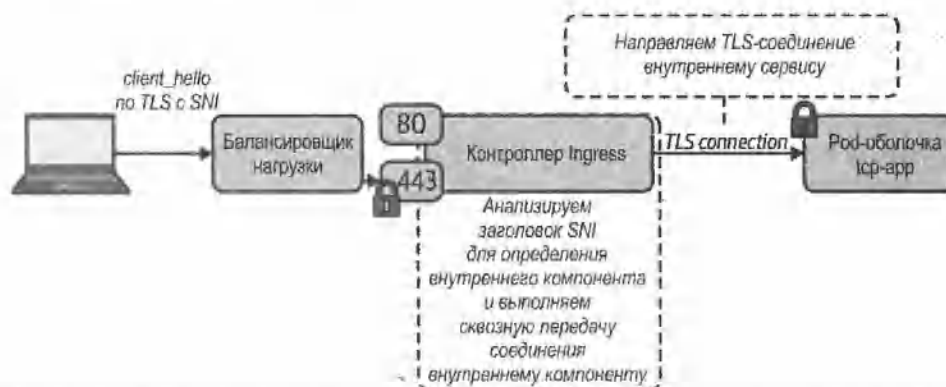 client_hello
по TLS с SNI
Балансировщик
нагрузки
80
443
Контроллер Ingress
Анализируем
заголовок SNI
для определения
внутреннего компонента
и выполняем
сквозную передачу
соединения
внутреннему компоненту
Направляем TLS-соединение
внутреннему сервису
TLS connection
Pod-оболочка
tcp-app